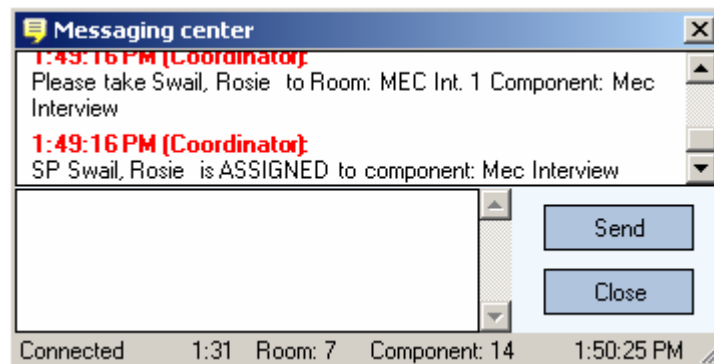 Messaging center
1:49:16 PM (Coordinator):
Please take Swail, Rosie to Room: MEC Int. 1 Component: Mec
Interview
1:49:16 PM (Coordinator):
SP Swail, Rosie is ASSIGNED to component: Mec Interview
Send
Close
Connected 1:31 Room: 7 Component: 14 1:50:25 PM